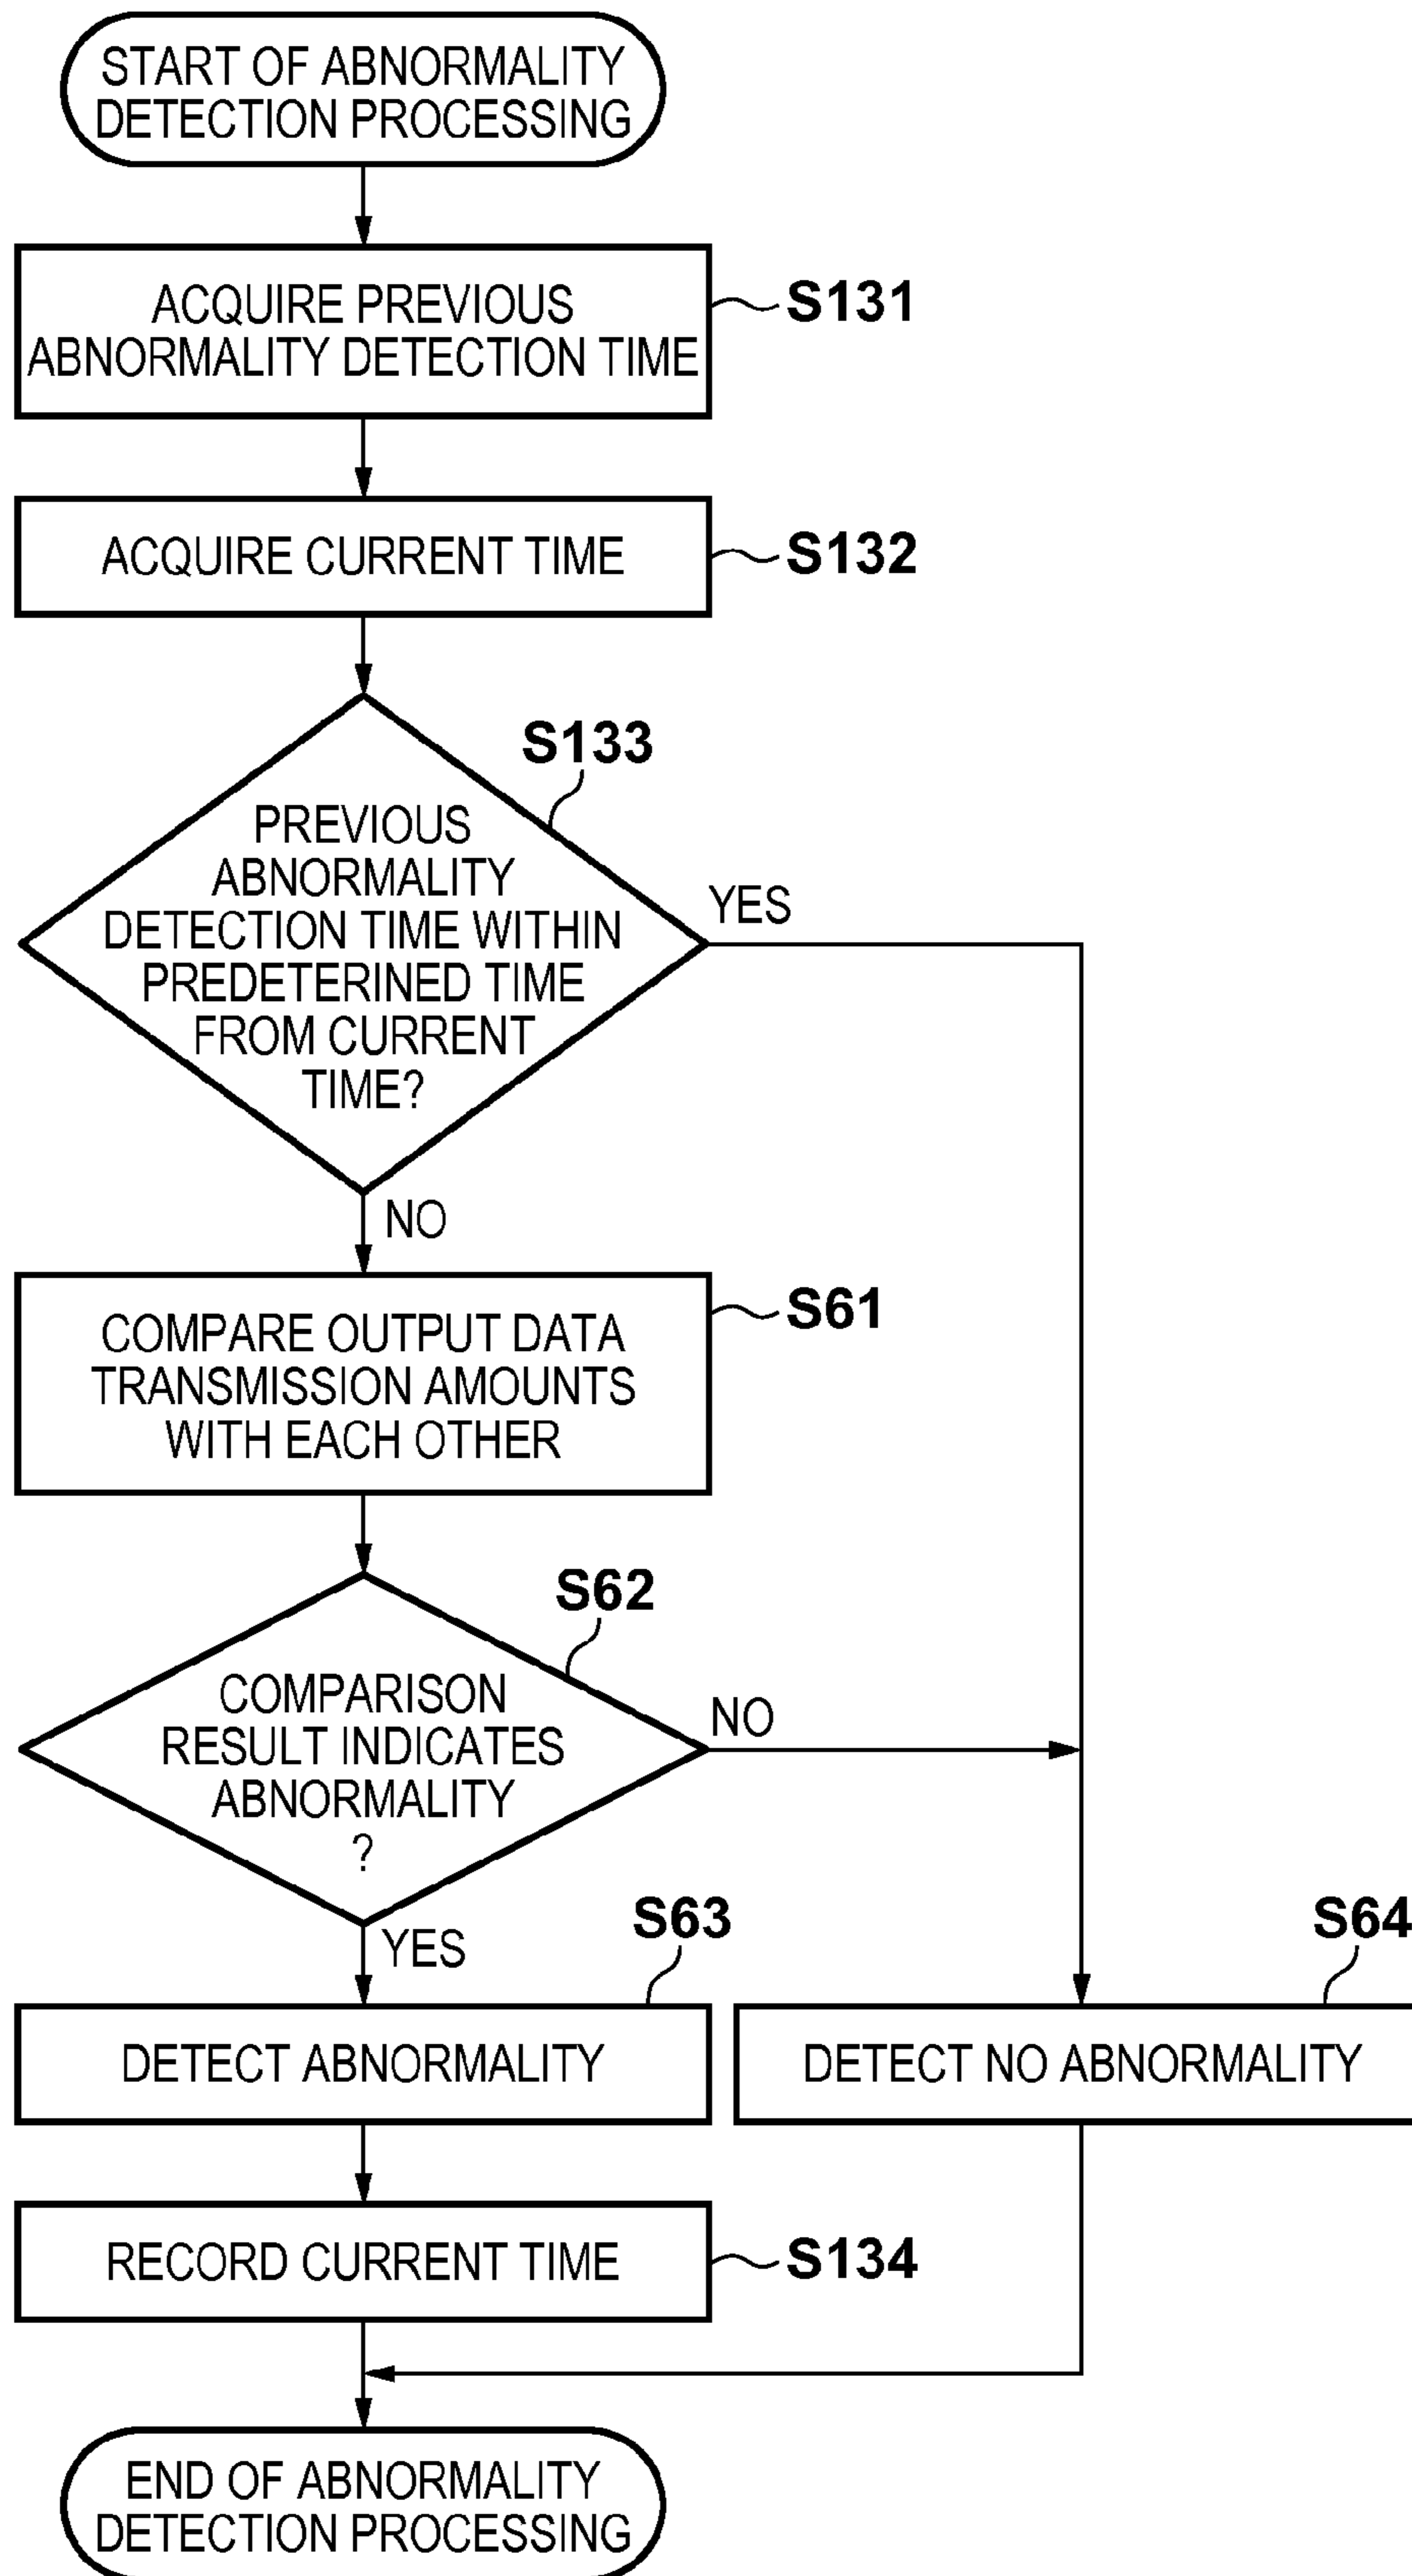 START OF ABNORMALITY
DETECTION PROCESSING
ACQUIRE PREVIOUS
ABNORMALITY DETECTION TIME
S131
ACQUIRE CURRENT TIME
S132
S133
PREVIOUS
ABNORMALITY
DETECTION TIME WITHIN
PREDETERINED TIME
FROM CURRENT
TIME?
YES
NO
COMPARE OUTPUT DATA
TRANSMISSION AMOUNTS
WITH EACH OTHER
S61
S62
COMPARISON
RESULT INDICATES
ABNORMALITY
?
NO
YES
S63
DETECT ABNORMALITY
S64
DETECT NO ABNORMALITY
RECORD CURRENT TIME
S134
END OF ABNORMALITY
DETECTION PROCESSING